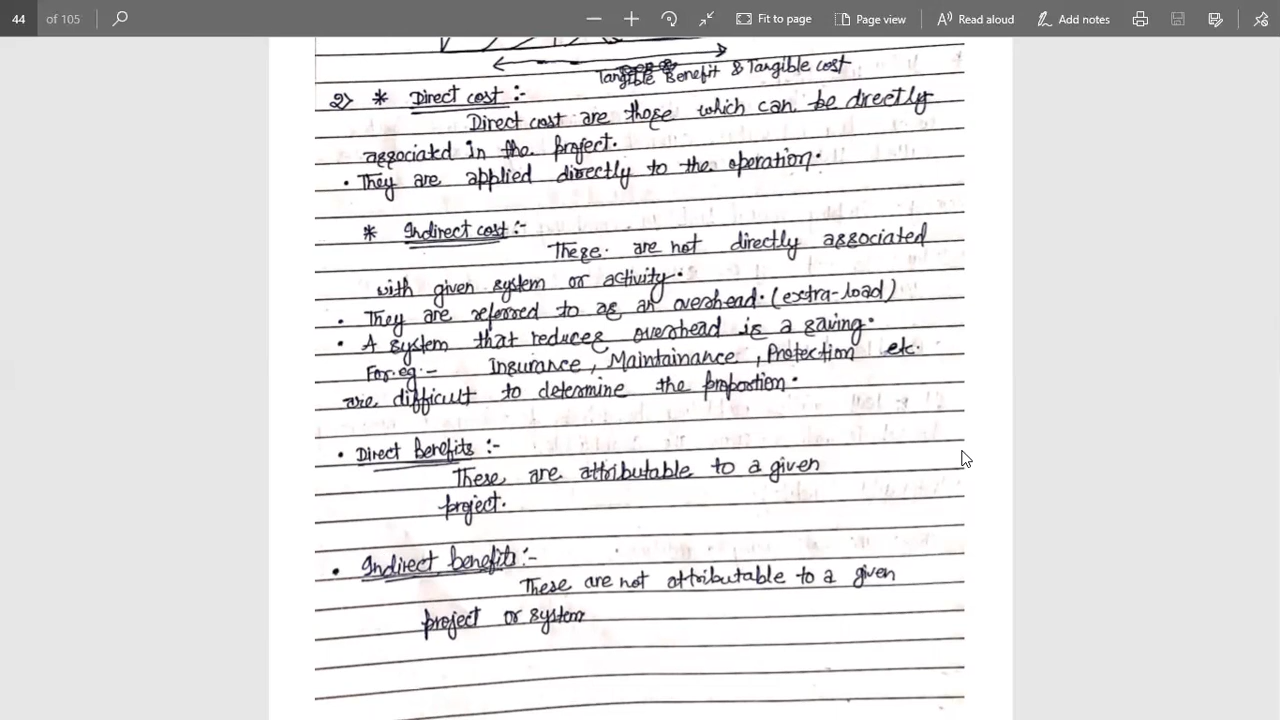 44 of 105 Fit to page Page view Read aloud Add notes
Tangible Benefit & Tangible cost
2) * Direct cost :-
Direct cost are those which can be directly
associated in the project.
• They are applied directly to the operation.
* Indirect cost :-
These. are not directly associated
with given system or activity.
• They are referred to as an overhead. (extra-load)
• A system that reduces overhead is a saving.
For.eg :- Insurance, Maintainance, Protection etc.
are difficult to determine the proportion.
• Direct Benefits :-
These are attributable to a given
project.
• Indirect benefits :-
These are not attributable to a given
project or system